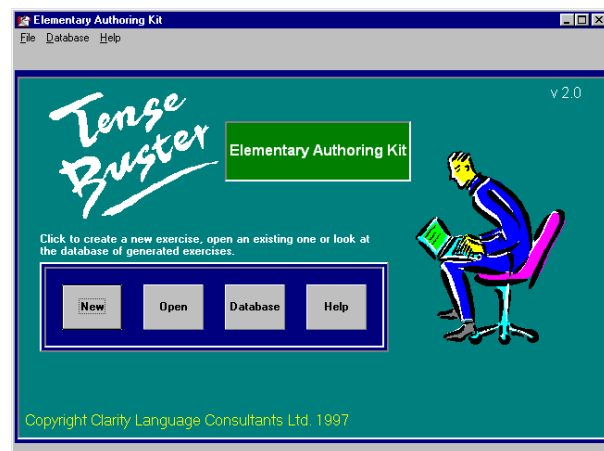 Elementary Authoring Kit
File Database Help
v 2.0
Tense
Buster
Elementary Authoring Kit
Click to create a new exercise, open an existing one or look at
the database of generated exercises.
New Open Database Help
Copyright Clarity Language Consultants Ltd. 1997